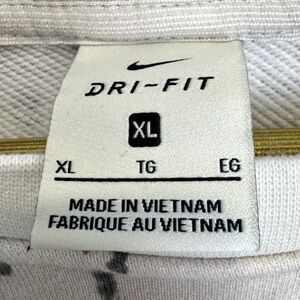 DRI-FIT
XL
XL TG EG
MADE IN VIETNAM
FABRIQUE AU VIETNAM